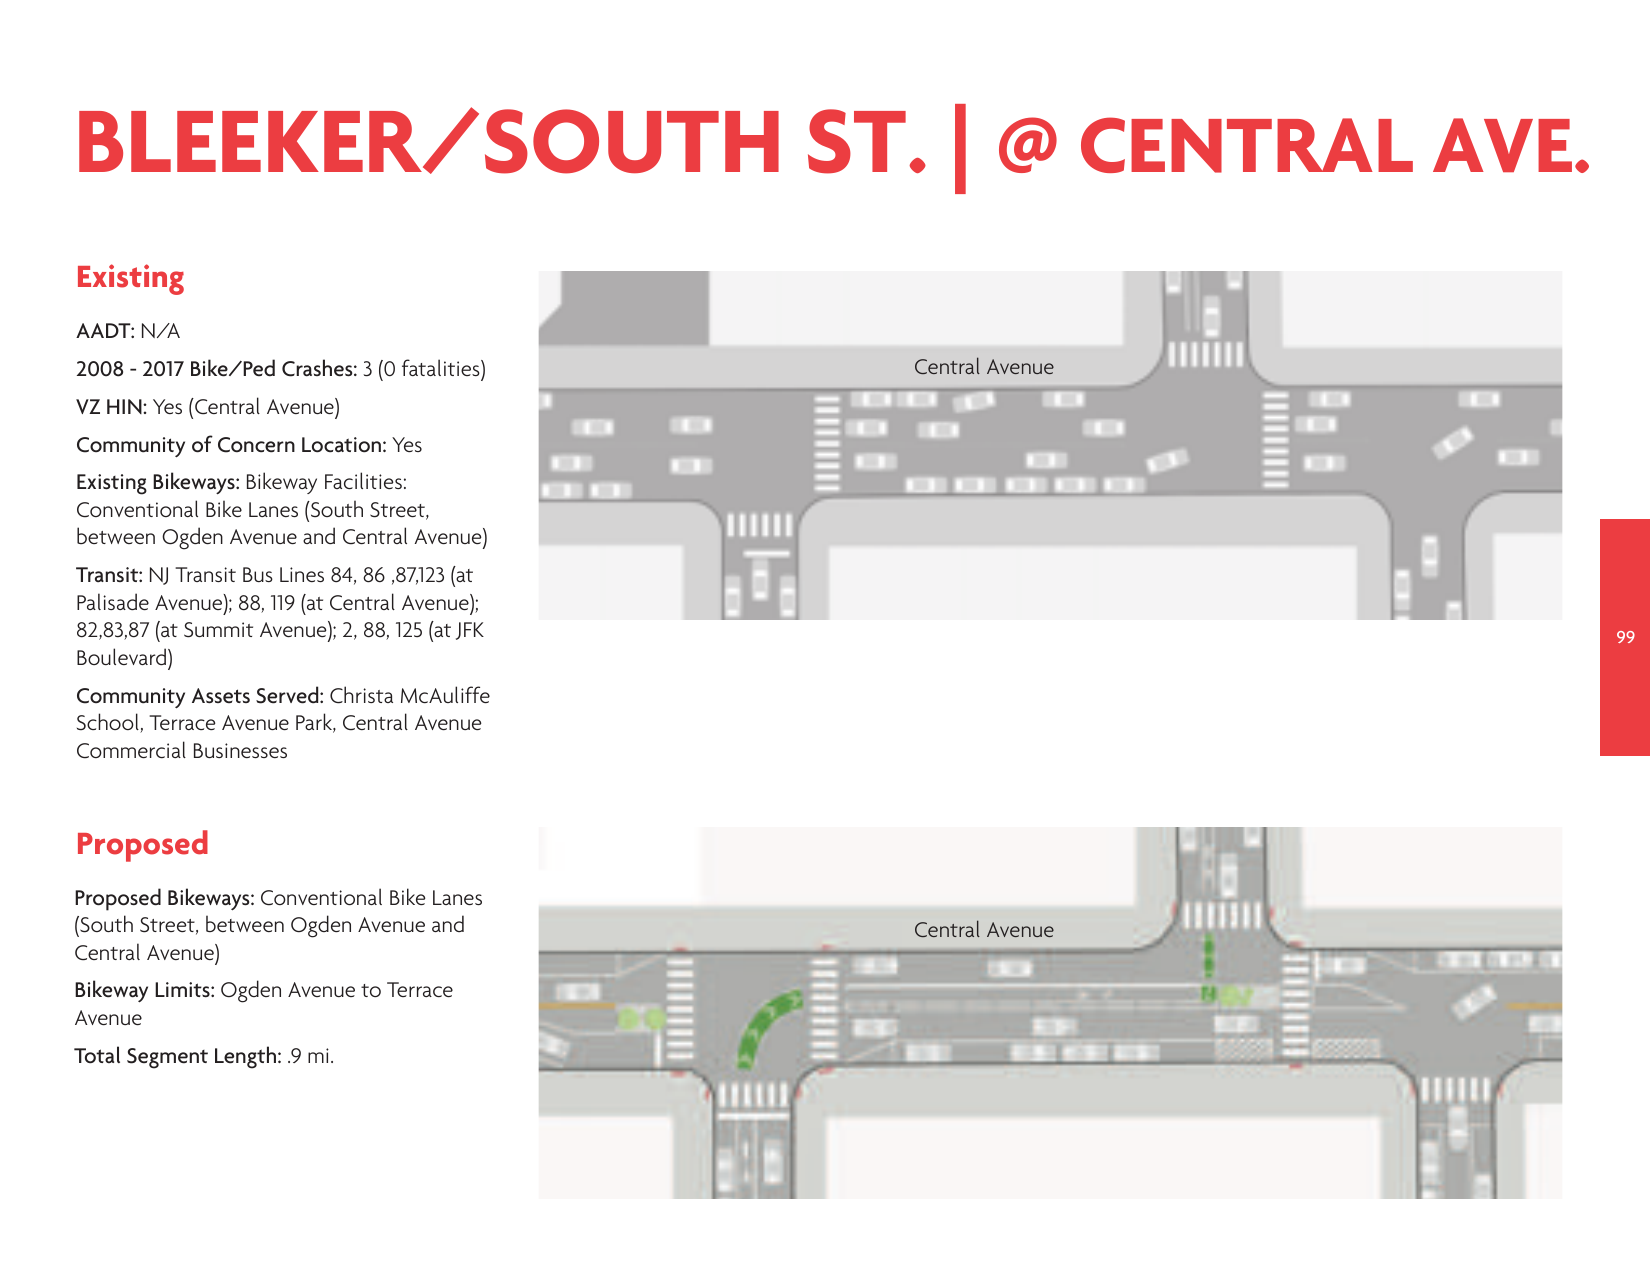 BLEEKER/SOUTH ST. | @ CENTRAL AVE.
Existing
AADT: N/A
2008 - 2017 Bike/Ped Crashes: 3 (0 fatalities)
VZ HIN: Yes (Central Avenue)
Community of Concern Location: Yes
Existing Bikeways: Bikeway Facilities:
Conventional Bike Lanes (South Street,
between Ogden Avenue and Central Avenue)
Transit: NJ Transit Bus Lines 84, 86 ,87,123 (at
Palisade Avenue); 88, 119 (at Central Avenue);
82,83,87 (at Summit Avenue); 2, 88, 125 (at JFK
Boulevard)
Community Assets Served: Christa McAuliffe
School, Terrace Avenue Park, Central Avenue
Commercial Businesses
Central Avenue
99
Proposed
Proposed Bikeways: Conventional Bike Lanes
(South Street, between Ogden Avenue and
Central Avenue)
Bikeway Limits: Ogden Avenue to Terrace
Avenue
Total Segment Length: .9 mi.
Central Avenue